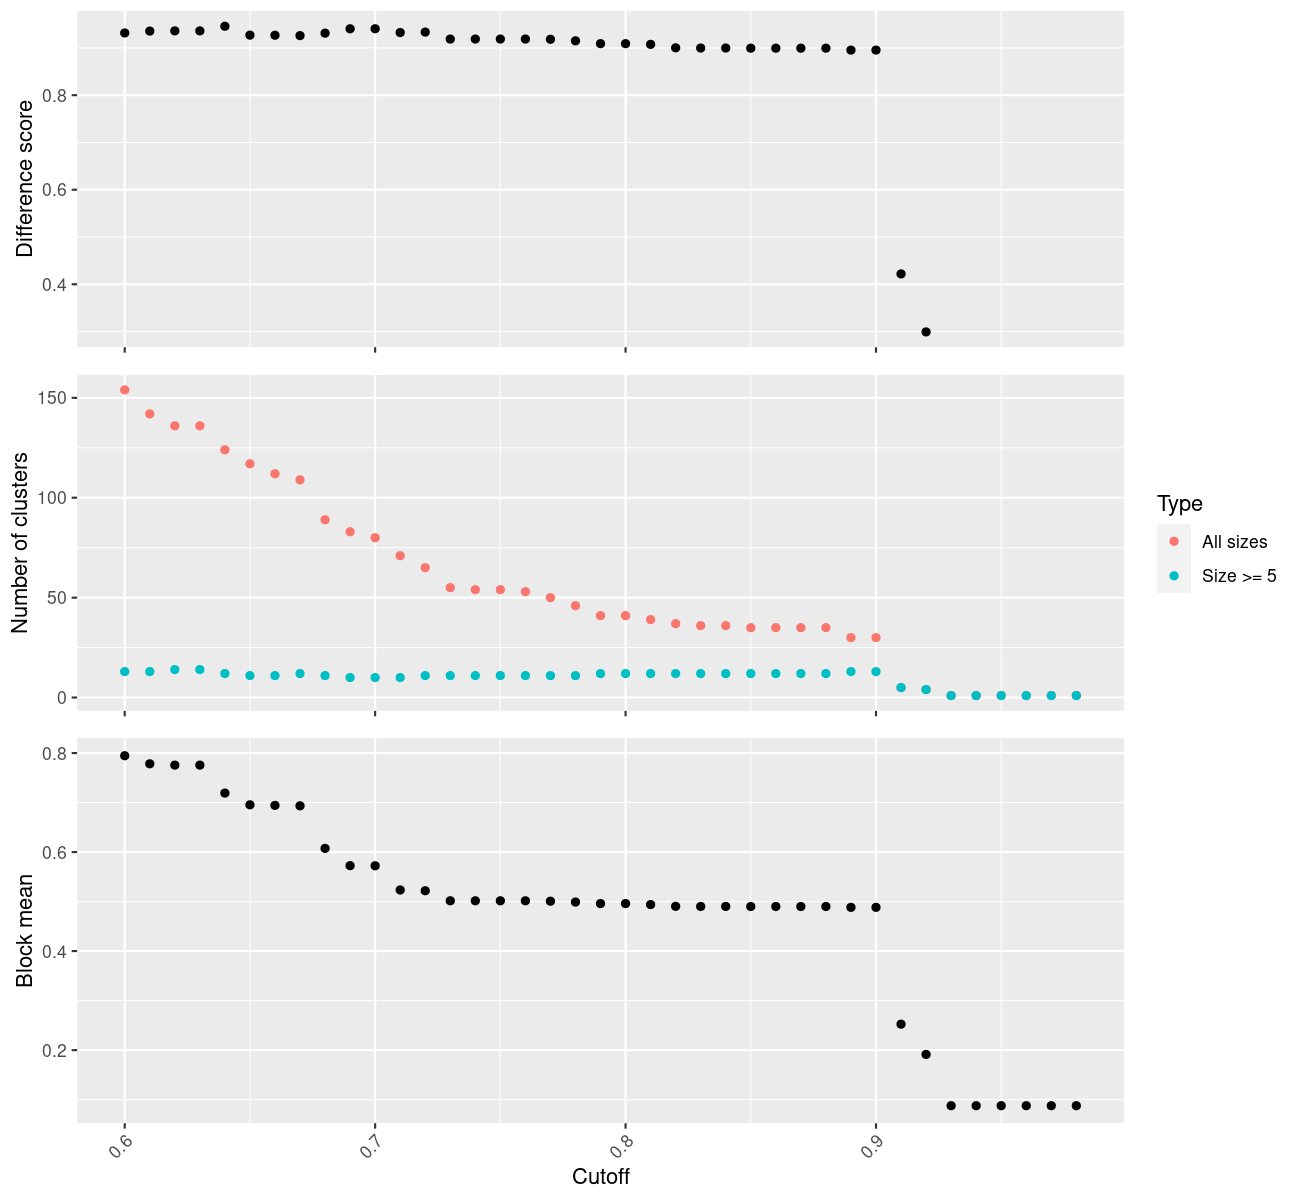 Difference score
0.8
0.6
0.4
Number of clusters
150
100
50
0
Type
All sizes
Size >= 5
Block mean
0.8
0.6
0.4
0.2
0.6
0.7
0.8
0.9
Cutoff